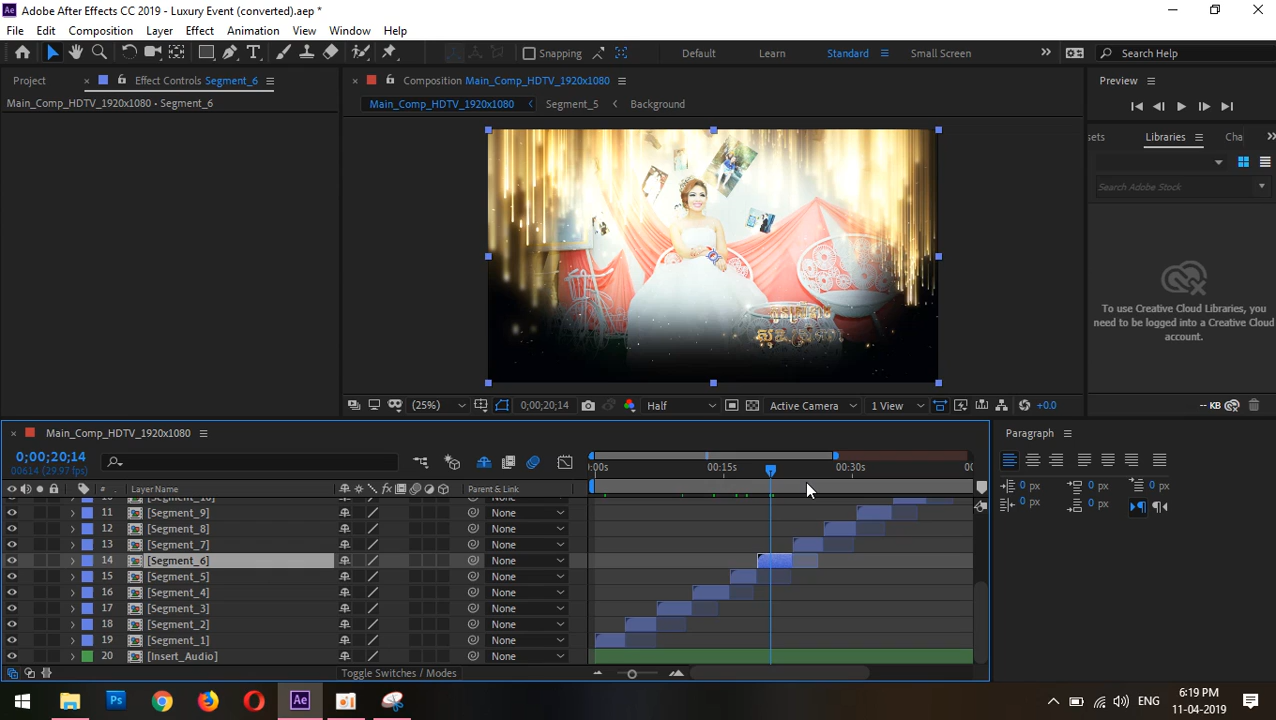 Adobe After Effects CC 2019 - Luxury Event (converted).aep *
File Edit Composition Layer Effect Animation View Window Help
Snapping Default Learn Standard Small Screen Search Help
Project Effect Controls Segment_6 Composition Main_Comp_HDTV_1920x1080 Preview
Main_Comp_HDTV_1920x1080 • Segment_6
Main_Comp_HDTV_1920x1080 Segment_5 Background
sets Libraries Cha
Search Adobe Stock
To use Creative Cloud Libraries, you
need to be logged into a Creative Cloud
account.
(25%) 0;00;20;14 Half Active Camera 1 View +0.0
-- KB
Main_Comp_HDTV_1920x1080
Paragraph
0;00;20;14
00614 (29.97 fps)
:00s 00:15s 00:30s 00
# Layer Name Parent & Link
0 px 0 px 0 px
0 px 0 px
11 [Segment_9] None
12 [Segment_8] None
13 [Segment_7] None
14 [Segment_6] None
15 [Segment_5] None
16 [Segment_4] None
17 [Segment_3] None
18 [Segment_2] None
19 [Segment_1] None
20 [Insert_Audio] None
Toggle Switches / Modes
ENG
6:19 PM
11-04-2019